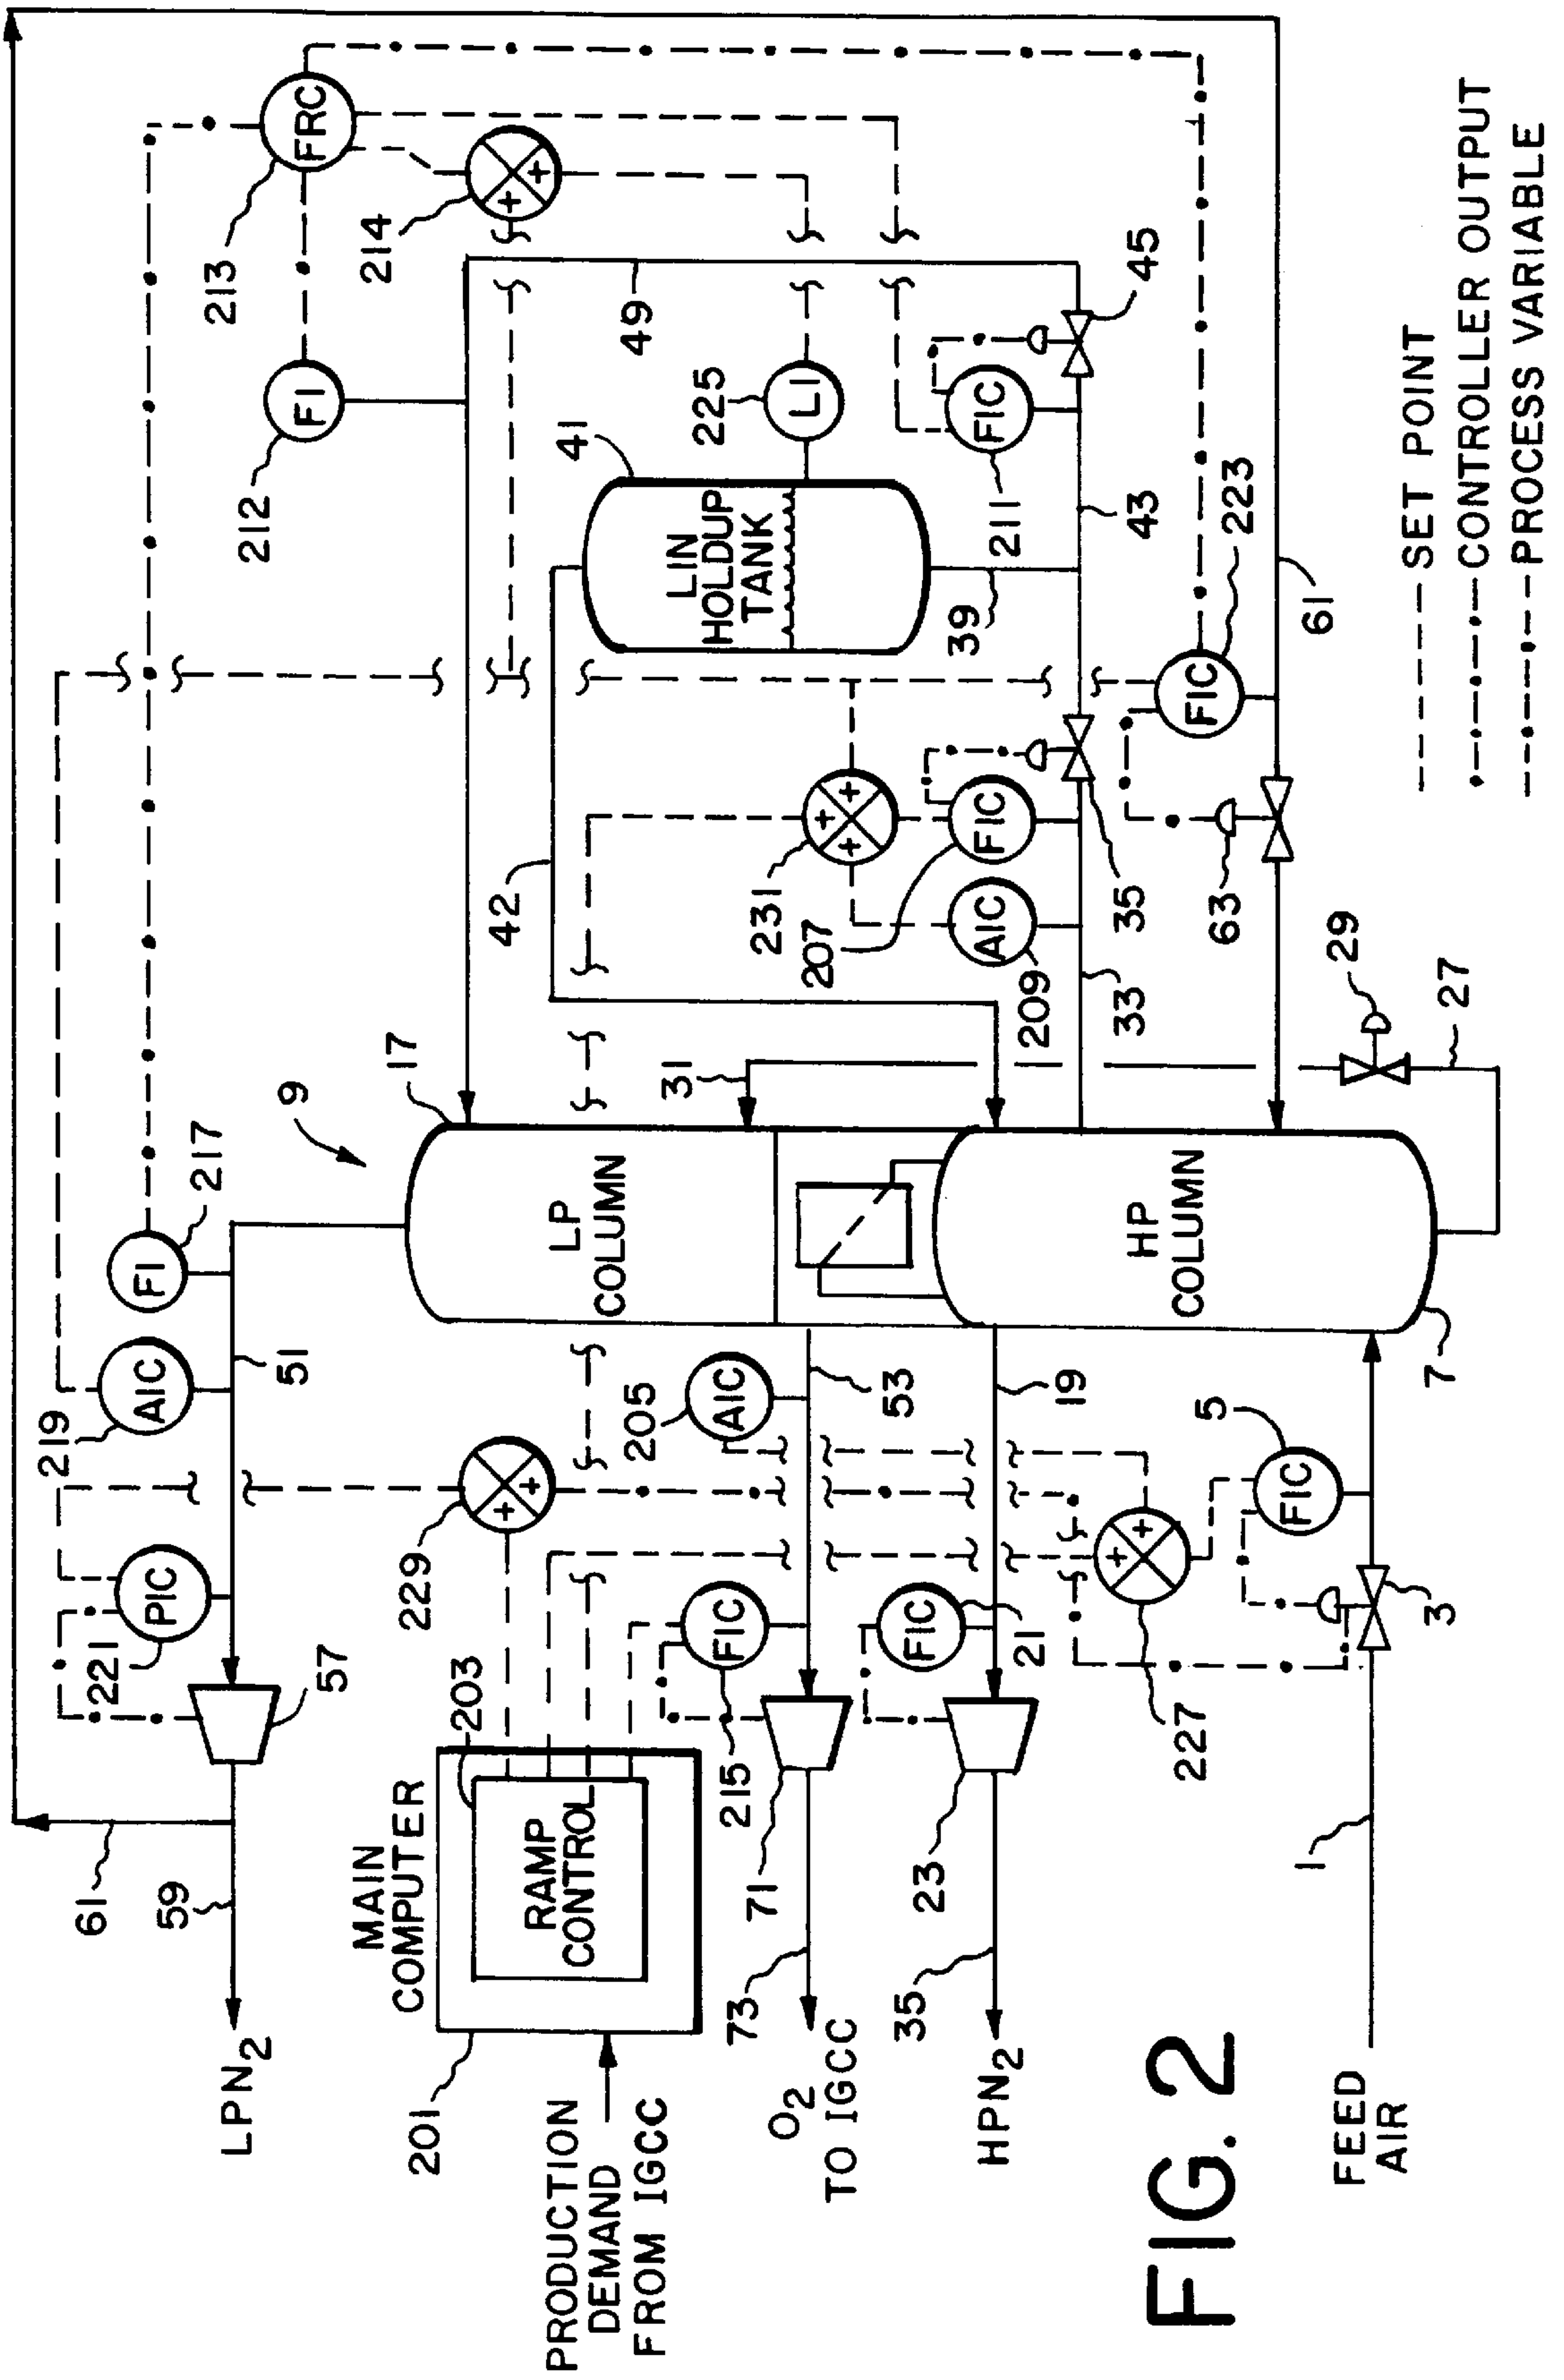 61
59
LPN2
PIC
221
57
AIC
219
51
FI
217
9
17
213
FRC
214
FI
212
49
45
MAIN
COMPUTER
203
RAMP
CONTROL
201
PRODUCTION
DEMAND
FROM IGCC
229
+
+
LP
COLUMN
31
42
41
LIN
HOLDUP
TANK
225
LI
+
+
AIC
205
53
FIC
215
71
73
O2
TO IGCC
FIC
21
23
35
HPN2
19
HP
COLUMN
7
231
+
+
+
207
FIC
AIC
209
33
35
39
211
FIC
43
FIC
223
61
63
29
27
5
FIC
3
+
+
227
1
FEED
AIR
SET POINT
CONTROLLER OUTPUT
PROCESS VARIABLE
FIG. 2